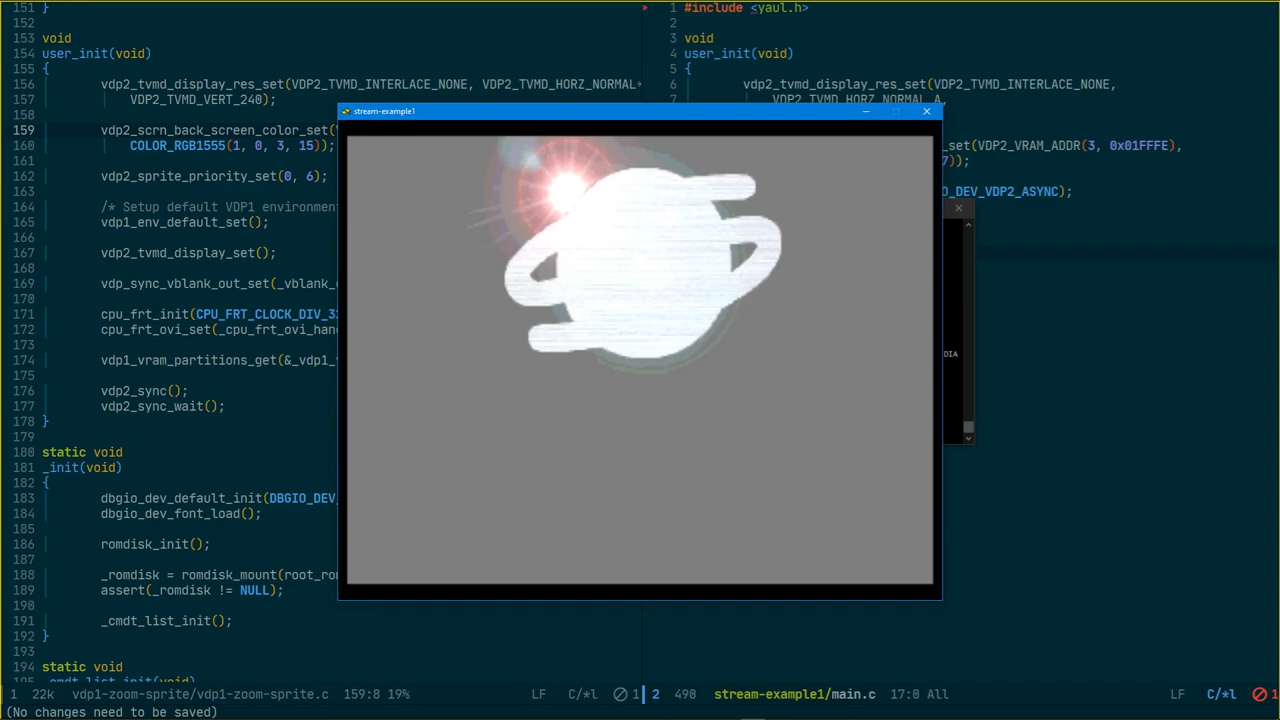 151 }
152
153 void
154 user_init(void)
155 {
156 vdp2_tvmd_display_res_set(VDP2_TVMD_INTERLACE_NONE, VDP2_TVMD_HORZ_NORMAL
157 VDP2_TVMD_VERT_240);
158
159 vdp2_scrn_back_screen_color_set(
160 COLOR_RGB1555(1, 0, 3, 15));
161
162 vdp2_sprite_priority_set(0, 6);
163
164 /* Setup default VDP1 environment
165 vdp1_env_default_set();
166
167 vdp2_tvmd_display_set();
168
169 vdp_sync_vblank_out_set(_vblank_
170
171 cpu_frt_init(CPU_FRT_CLOCK_DIV_
172 cpu_frt_ovi_set(_cpu_frt_ovi_han
173
174 vdp1_vram_partitions_get(&_vdp1_
175
176 vdp2_sync();
177 vdp2_sync_wait();
178 }
179
180 static void
181 _init(void)
182 {
183 dbgio_dev_default_init(DBGIO_DEV_
184 dbgio_dev_font_load();
185
186 romdisk_init();
187
188 _romdisk = romdisk_mount(root_ro
189 assert(_romdisk != NULL);
190
191 _cmdt_list_init();
192 }
193
194 static void
195 _cmdt_list_init(void)
1 22k vdp1-zoom-sprite/vdp1-zoom-sprite.c 159:8 19% LF C/*l 1
(No changes need to be saved)
1 #include <yaul.h>
2
3 void
4 user_init(void)
5 {
6 vdp2_tvmd_display_res_set(VDP2_TVMD_INTERLACE_NONE,
7 VDP2_TVMD_HORZ_NORMAL_A,
_set(VDP2_VRAM_ADDR(3, 0x01FFFE),
7));
O_DEV_VDP2_ASYNC);
stream-example1
DIA
2 490 stream-example1/main.c 17:0 All LF C/*l 1